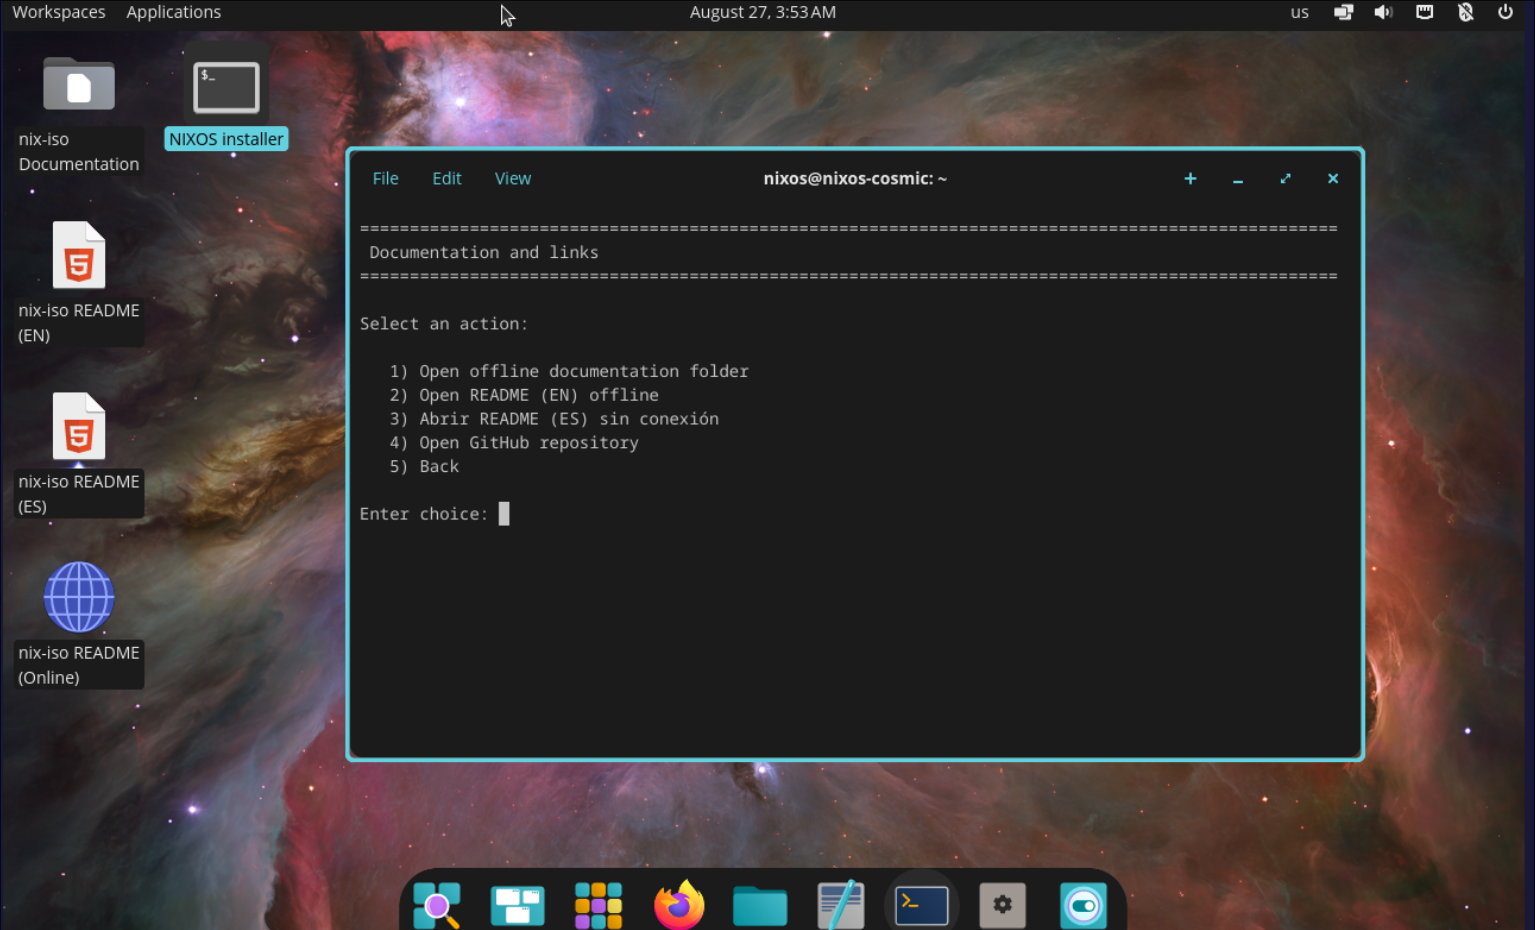 Workspaces Applications August 27, 3:53 AM us
nix-iso
Documentation
$_
NIXOS installer
5
nix-iso README
(EN)
5
nix-iso README
(ES)
nix-iso README
(Online)
File Edit View nixos@nixos-cosmic: ~ + – ×
==================================================================================================
Documentation and links
==================================================================================================
Select an action:
1) Open offline documentation folder
2) Open README (EN) offline
3) Abrir README (ES) sin conexión
4) Open GitHub repository
5) Back
Enter choice:
>_